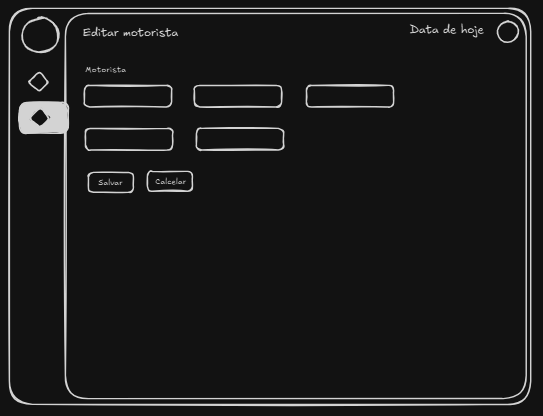 Editar motorista
Data de hoje
Motorista
Salvar
Calcelar